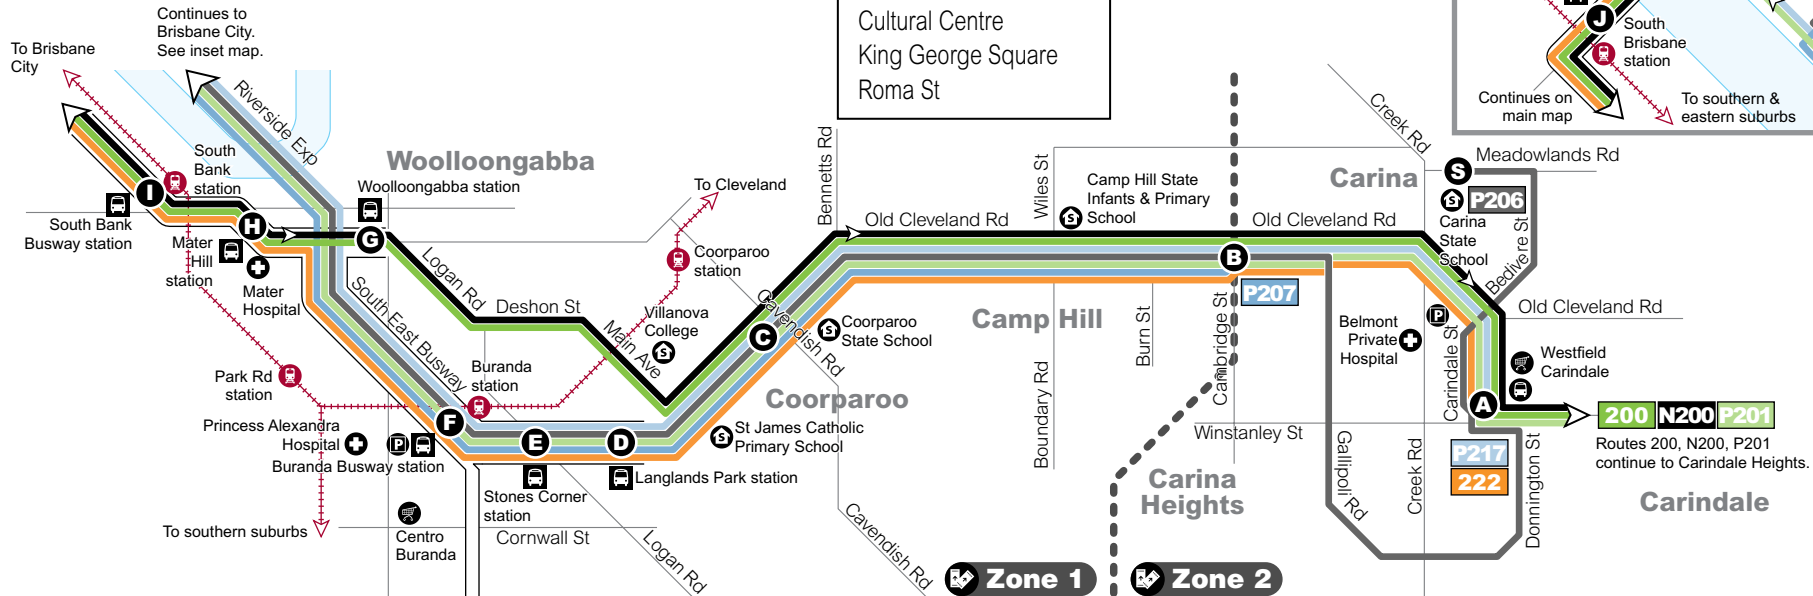 Continues to
Brisbane City.
See inset map.
To Brisbane
City
Riverside Exp
Cultural Centre
King George Square
Roma St
J
South
Brisbane
station
Continues on
main map
To southern &
eastern suburbs
South
Bank
station
I
South Bank
Busway station
Woolloongabba
Woolloongabba station
H
G
Mater
Hill
station
Mater
Hospital
Logan Rd
Deshon St
Main Ave
South East Busway
To Cleveland
Coorparoo
station
Villanova
College
S
Cavendish Rd
C
S
Coorparoo
State School
Coorparoo
Bennetts Rd
Old Cleveland Rd
Wiles St
S
Camp Hill State
Infants & Primary
School
Old Cleveland Rd
Carina
Creek Rd
S
Meadowlands Rd
S
P206
Carina
State
School
Bedivere St
Old Cleveland Rd
B
P207
Camp Hill
Burn St
Cambridge St
Boundary Rd
Belmont
Private
Hospital
P
Carindale St
Westfield
Carindale
A
200 N200 P201
Routes 200, N200, P201
continue to Carindale Heights.
Carindale
P217
222
Winstanley St
Gallipoli Rd
Creek Rd
Donnington St
Carina
Heights
Park Rd
station
Buranda
station
Princess Alexandra
Hospital
P
Buranda Busway station
F
E
D
S
St James Catholic
Primary School
Langlands Park station
Stones Corner
station
To southern suburbs
Centro
Buranda
Cornwall St
Logan Rd
Cavendish Rd
Zone 1
Zone 2